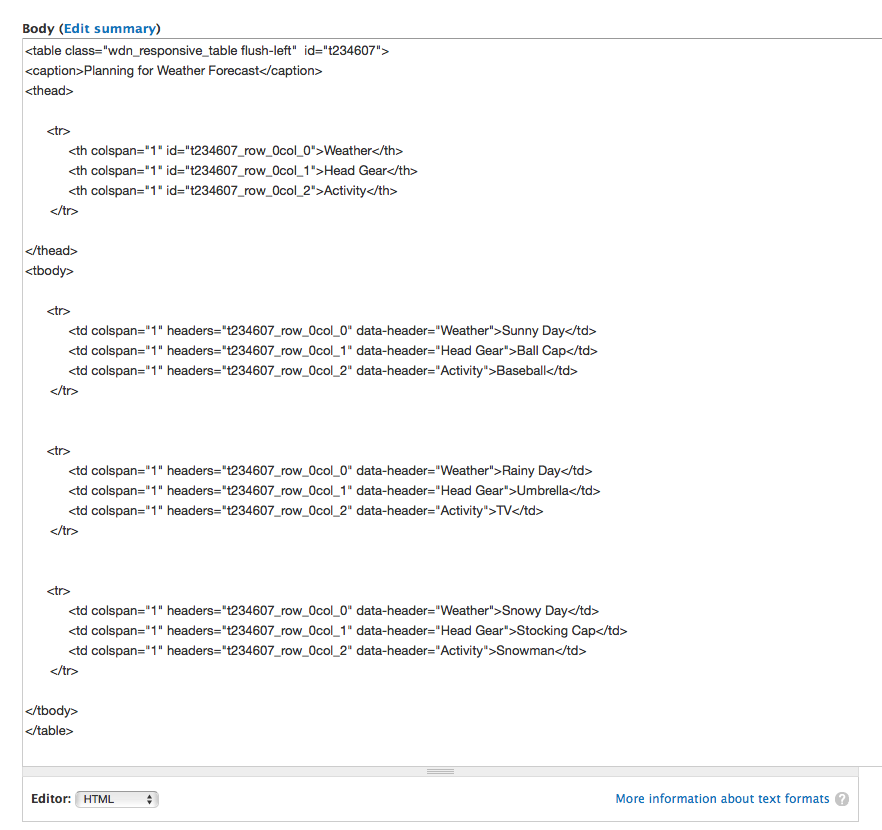 Body (Edit summary)
<table class="wdn_responsive_table flush-left"  id="t234607">
<caption>Planning for Weather Forecast</caption>
<thead>
<tr>
<th colspan="1" id="t234607_row_0col_0">Weather</th>
<th colspan="1" id="t234607_row_0col_1">Head Gear</th>
<th colspan="1" id="t234607_row_0col_2">Activity</th>
</tr>
</thead>
<tbody>
<tr>
<td colspan="1" headers="t234607_row_0col_0" data-header="Weather">Sunny Day</td>
<td colspan="1" headers="t234607_row_0col_1" data-header="Head Gear">Ball Cap</td>
<td colspan="1" headers="t234607_row_0col_2" data-header="Activity">Baseball</td>
</tr>
<tr>
<td colspan="1" headers="t234607_row_0col_0" data-header="Weather">Rainy Day</td>
<td colspan="1" headers="t234607_row_0col_1" data-header="Head Gear">Umbrella</td>
<td colspan="1" headers="t234607_row_0col_2" data-header="Activity">TV</td>
</tr>
<tr>
<td colspan="1" headers="t234607_row_0col_0" data-header="Weather">Snowy Day</td>
<td colspan="1" headers="t234607_row_0col_1" data-header="Head Gear">Stocking Cap</td>
<td colspan="1" headers="t234607_row_0col_2" data-header="Activity">Snowman</td>
</tr>
</tbody>
</table>
Editor: HTML More information about text formats ?